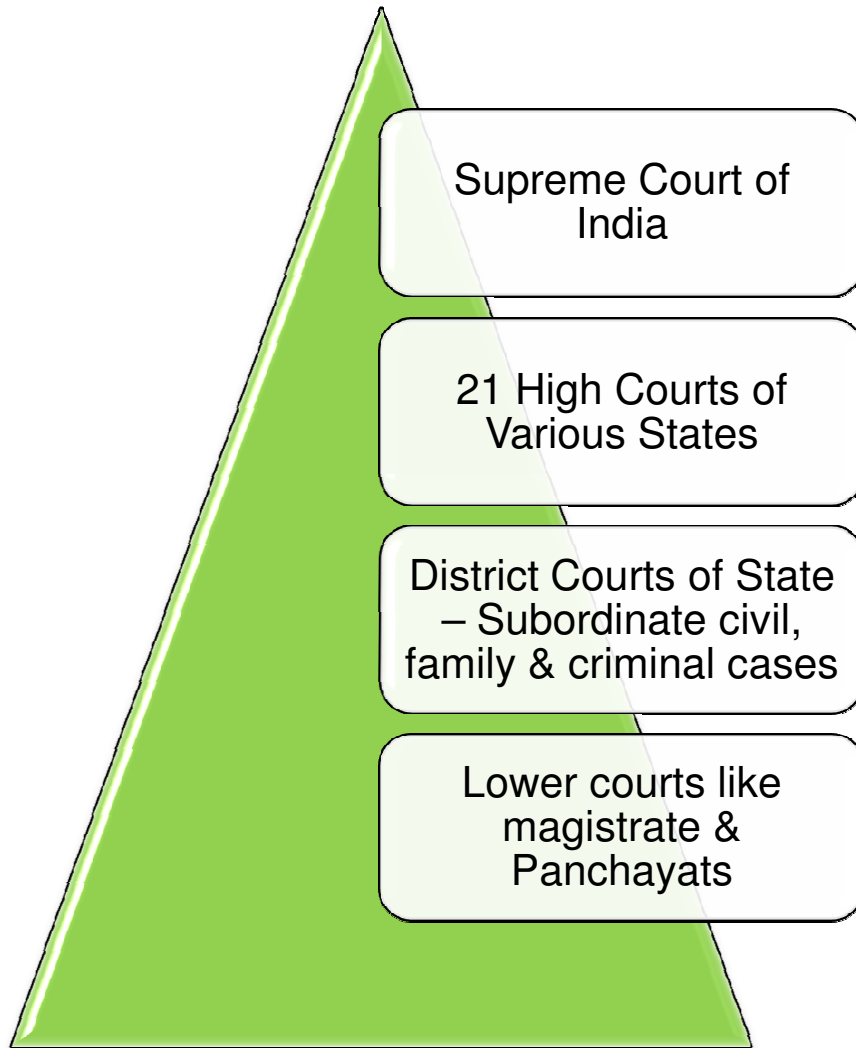 Supreme Court of
India
21 High Courts of
Various States
District Courts of State
– Subordinate civil,
family & criminal cases
Lower courts like
magistrate &
Panchayats